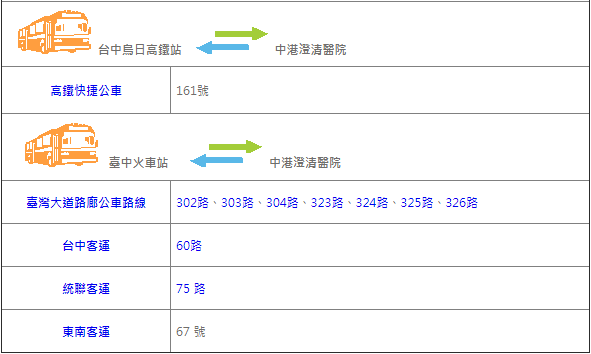 台中烏日高鐵站 中港澄清醫院
高鐵快捷公車 161號
臺中火車站 中港澄清醫院
臺灣大道路廊公車路線 302路、303路、304路、323路、324路、325路、326路
台中客運 60路
統聯客運 75 路
東南客運 67 號